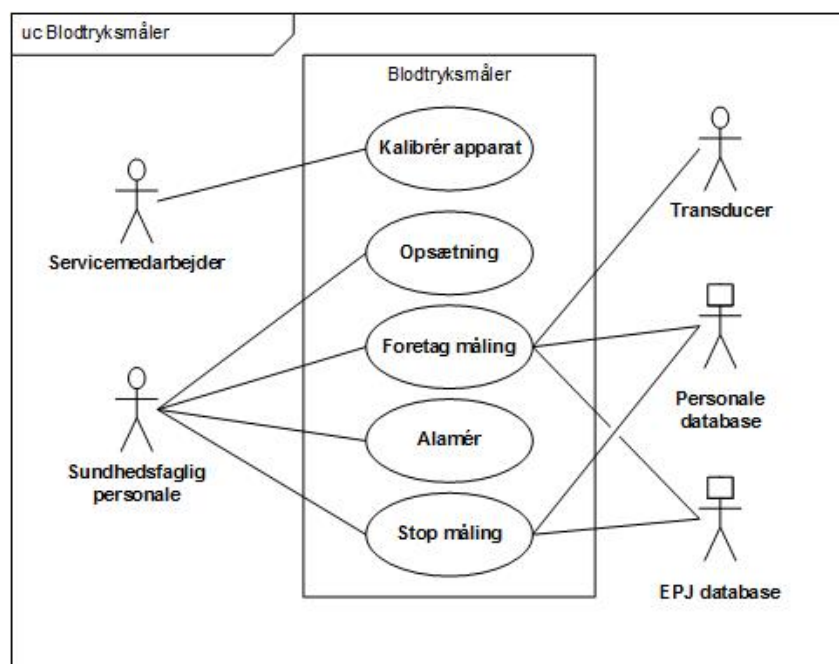 uc Blodtryksmåler
Blodtryksmåler
Kalibrér apparat
Servicemedarbejder
Transducer
Opsætning
Foretag måling
Personale
database
Alamér
Sundhedsfaglig
personale
Stop måling
EPJ database